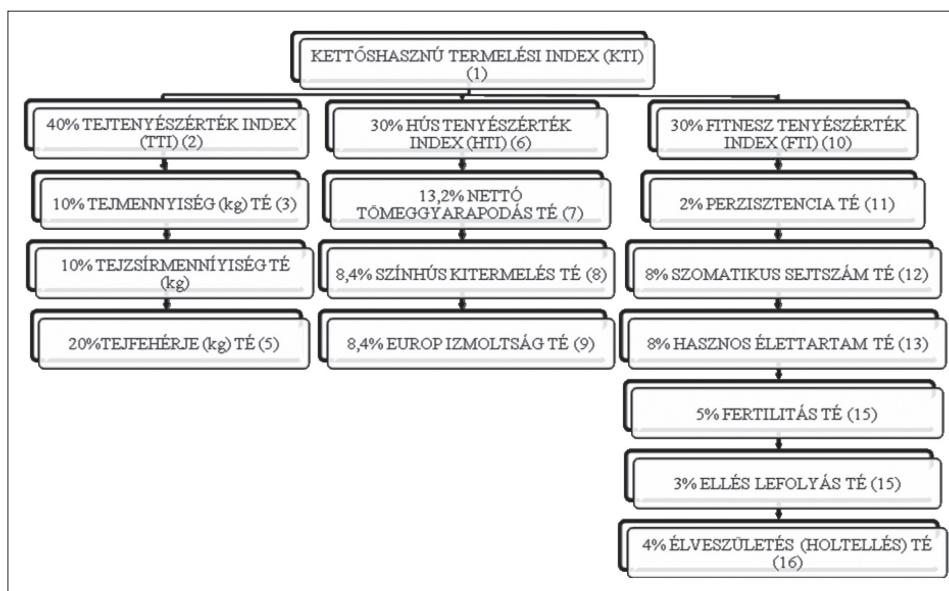 KETTŐSHASZNÚ TERMELÉSI INDEX (KTI)
(1)
40% TEJTENYÉSZÉRTÉK INDEX
(TTI) (2)
10% TEJMENNYISÉG (kg) TÉ (3)
10% TEJZSÍRMENNÍYISÉG TÉ
(kg)
20%TEJFEHÉRJE (kg) TÉ (5)
30% HÚS TENYÉSZÉRTÉK
INDEX (HTI) (6)
13,2% NETTÓ
TÖMEGGYARAPODÁS TÉ (7)
8,4% SZÍNHÚS KITERMELÉS TÉ (8)
8,4% EUROP IZMOLTSÁG TÉ (9)
30% FITNESZ TENYÉSZÉRTÉK
INDEX (FTI) (10)
2% PERZISZTENCIA TÉ (11)
8% SZOMATIKUS SEJTSZÁM TÉ (12)
8% HASZNOS ÉLETTARTAM TÉ (13)
5% FERTILITÁS TÉ (15)
3% ELLÉS LEFOLYÁS TÉ (15)
4% ÉLVESZÜLETÉS (HOLTELLÉS) TÉ
(16)